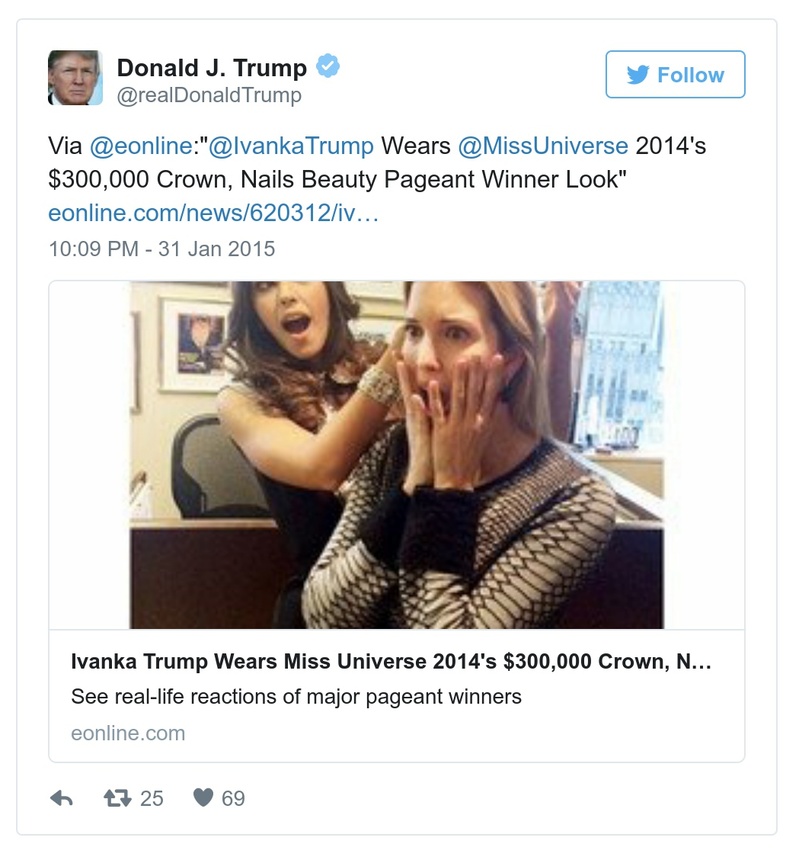 Donald J. Trump
@realDonaldTrump
Follow
Via @eonline:"@IvankaTrump Wears @MissUniverse 2014's
$300,000 Crown, Nails Beauty Pageant Winner Look"
eonline.com/news/620312/iv…
10:09 PM - 31 Jan 2015
Ivanka Trump Wears Miss Universe 2014's $300,000 Crown, N…
See real-life reactions of major pageant winners
eonline.com
25
69